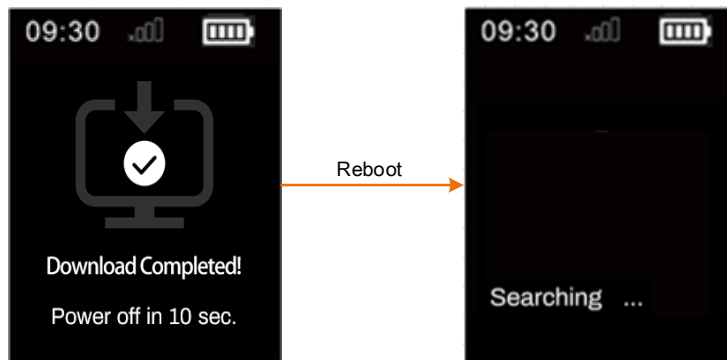 09:30
Download Completed!
Power off in 10 sec.
Reboot
09:30
Searching ...